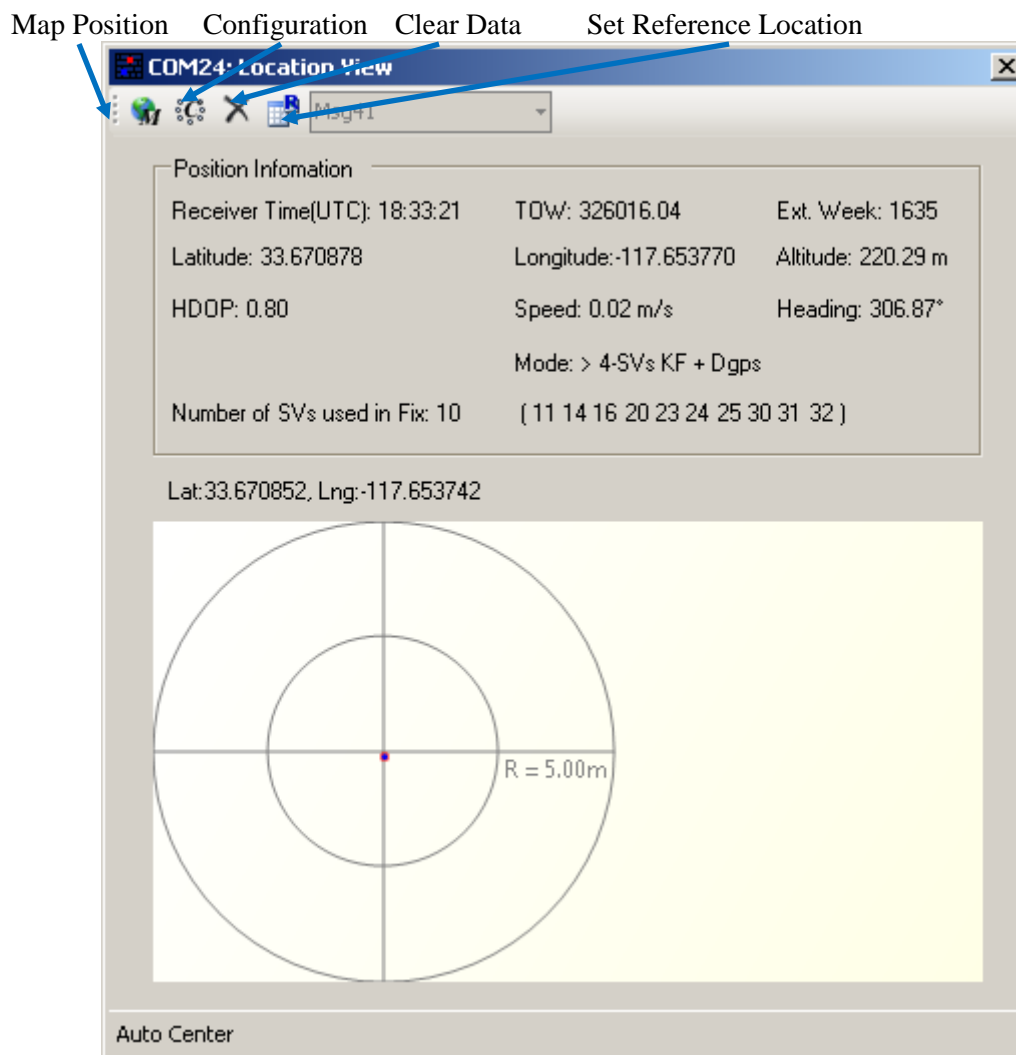 Map Position Configuration Clear Data Set Reference Location
COM24: Location View
Msg41
Position Infomation
Receiver Time(UTC): 18:33:21 TOW: 326016.04 Ext. Week: 1635
Latitude: 33.670878 Longitude:-117.653770 Altitude: 220.29 m
HDOP: 0.80 Speed: 0.02 m/s Heading: 306.87°
Mode: > 4-SVs KF + Dgps
Number of SVs used in Fix: 10 ( 11 14 16 20 23 24 25 30 31 32 )
Lat:33.670852, Lng:-117.653742
R = 5.00m
Auto Center